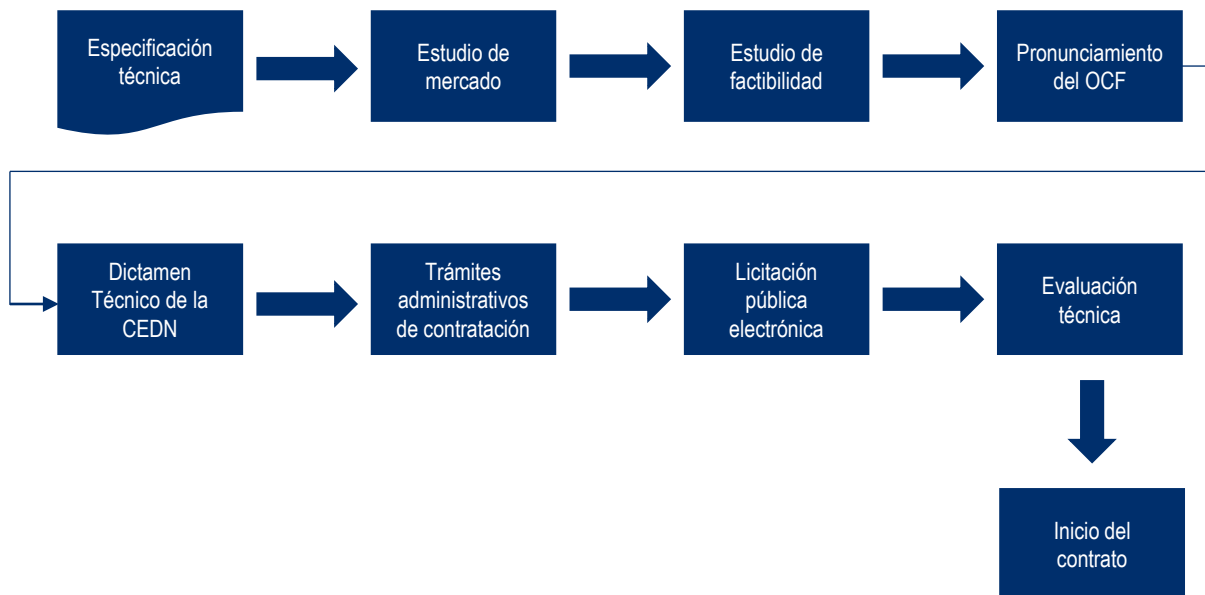 Especificación
técnica
Estudio de
mercado
Estudio de
factibilidad
Pronunciamiento
del OCF
Dictamen
Técnico de la
CEDN
Trámites
administrativos
de contratación
Licitación
pública
electrónica
Evaluación
técnica
Inicio del
contrato